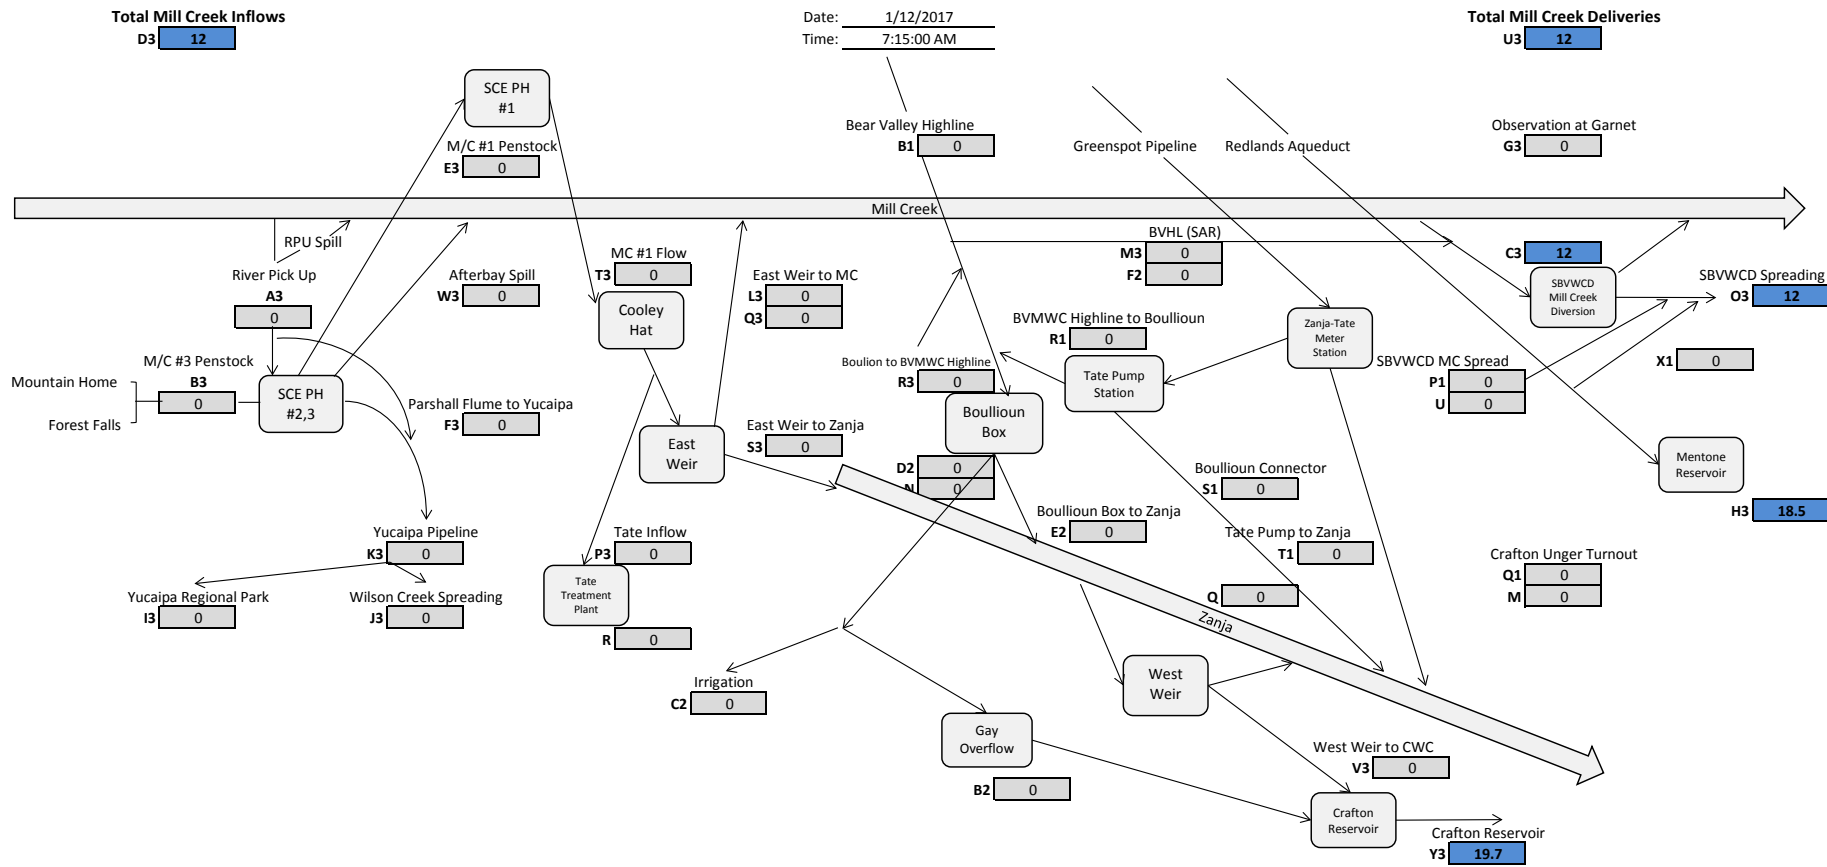 Total Mill Creek Inflows
D3 12
Date: 1/12/2017
Time: 7:15:00 AM
Total Mill Creek Deliveries
U3 12
SCE PH
#1
M/C #1 Penstock
E3 0
Bear Valley Highline
B1 0
Greenspot Pipeline
Redlands Aqueduct
Observation at Garnet
G3 0
Mill Creek
RPU Spill
River Pick Up
A3
0
Afterbay Spill
W3 0
MC #1 Flow
T3 0
Cooley
Hat
East Weir to MC
L3 0
Q3 0
BVHL (SAR)
M3 0
F2 0
C3 12
SBVWCD
Mill Creek
Diversion
SBVWCD Spreading
O3 12
BVMWC Highline to Boullioun
R1 0
Zanja-Tate
Meter
Station
Boulion to BVMWC Highline
R3 0
Tate Pump
Station
SBVWCD MC Spread
P1 0
U 0
X1 0
M/C #3 Penstock
B3
0
Mountain Home
Forest Falls
SCE PH
#2,3
Parshall Flume to Yucaipa
F3 0
East
Weir
East Weir to Zanja
S3 0
Boullioun
Box
D2 0
N 0
Boullioun Connector
S1 0
Mentone
Reservoir
H3 18.5
Boullioun Box to Zanja
E2 0
Tate Pump to Zanja
T1 0
Yucaipa Pipeline
K3 0
Tate Inflow
P3 0
Tate
Treatment
Plant
R 0
Crafton Unger Turnout
Q1 0
M 0
Yucaipa Regional Park
I3 0
Wilson Creek Spreading
J3 0
Q 0
Zanja
Irrigation
C2 0
West
Weir
Gay
Overflow
B2 0
West Weir to CWC
V3 0
Crafton
Reservoir
Crafton Reservoir
Y3 19.7